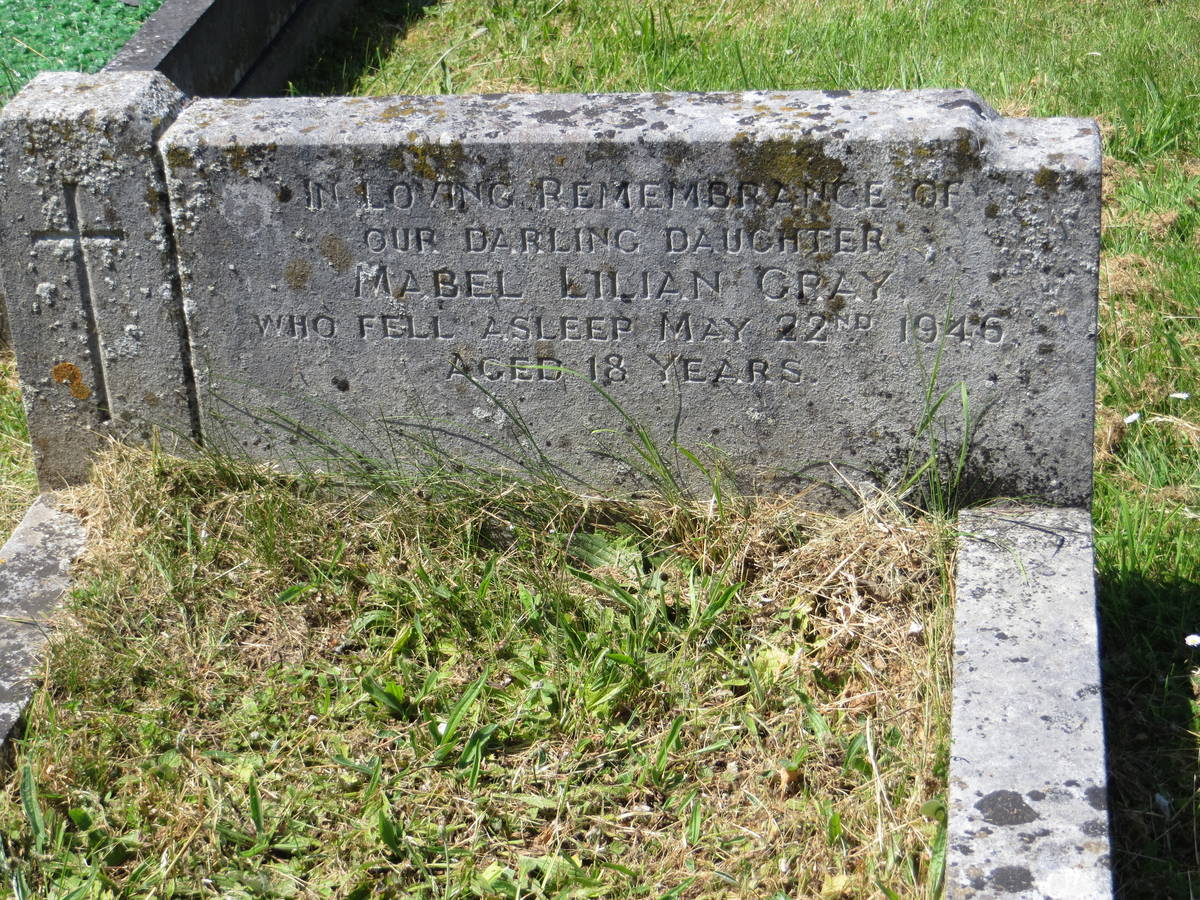 IN LOVING REMEMBRANCE OF
OUR DARLING DAUGHTER
MABEL LILIAN GRAY
WHO FELL ASLEEP MAY 22ND 1946
AGED 18 YEARS.